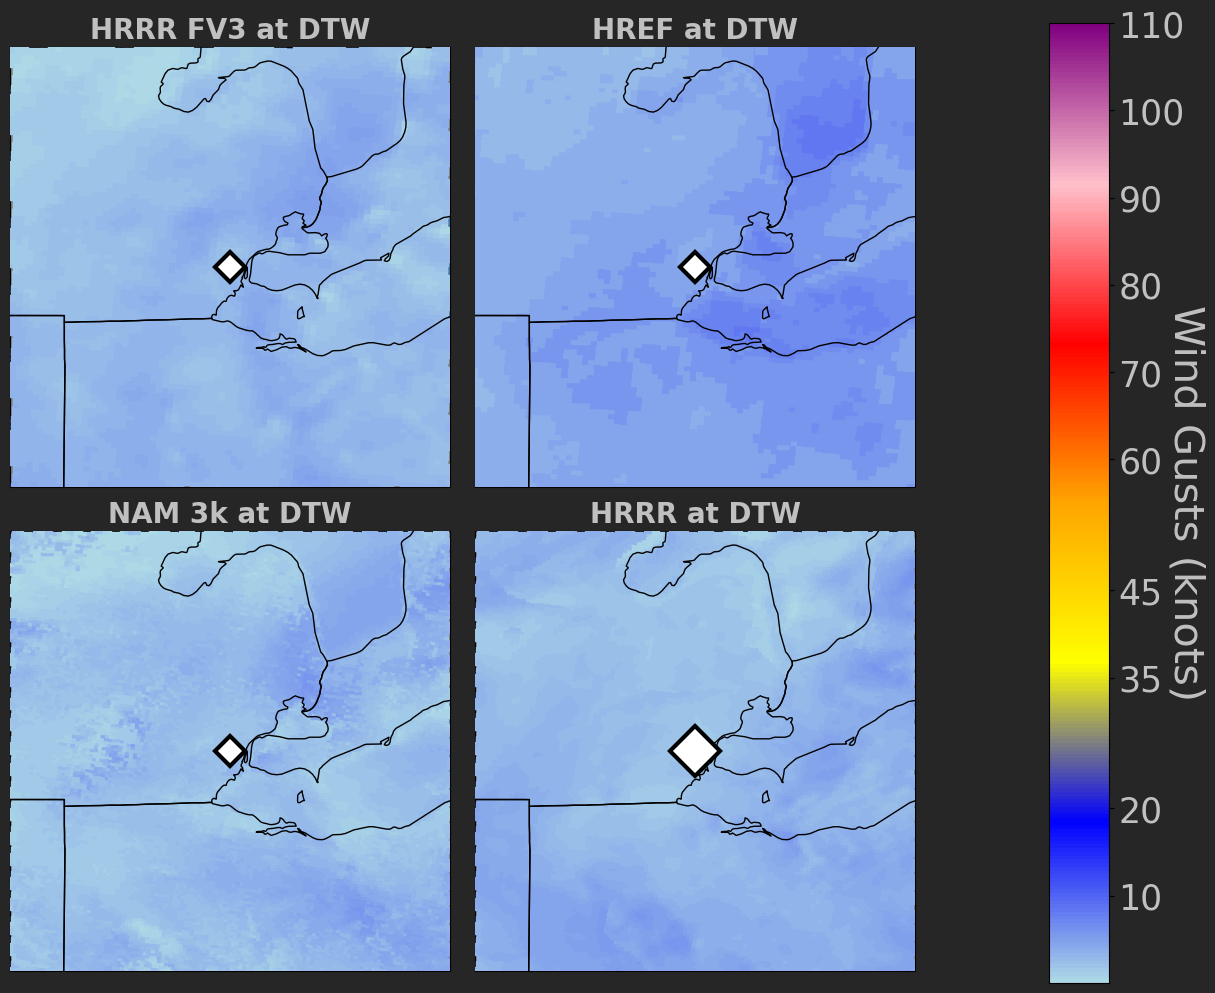 HRRR FV3 at DTW
HREF at DTW
NAM 3k at DTW
HRRR at DTW
110
100
90
80
70
60
45
35
20
10
Wind Gusts (knots)